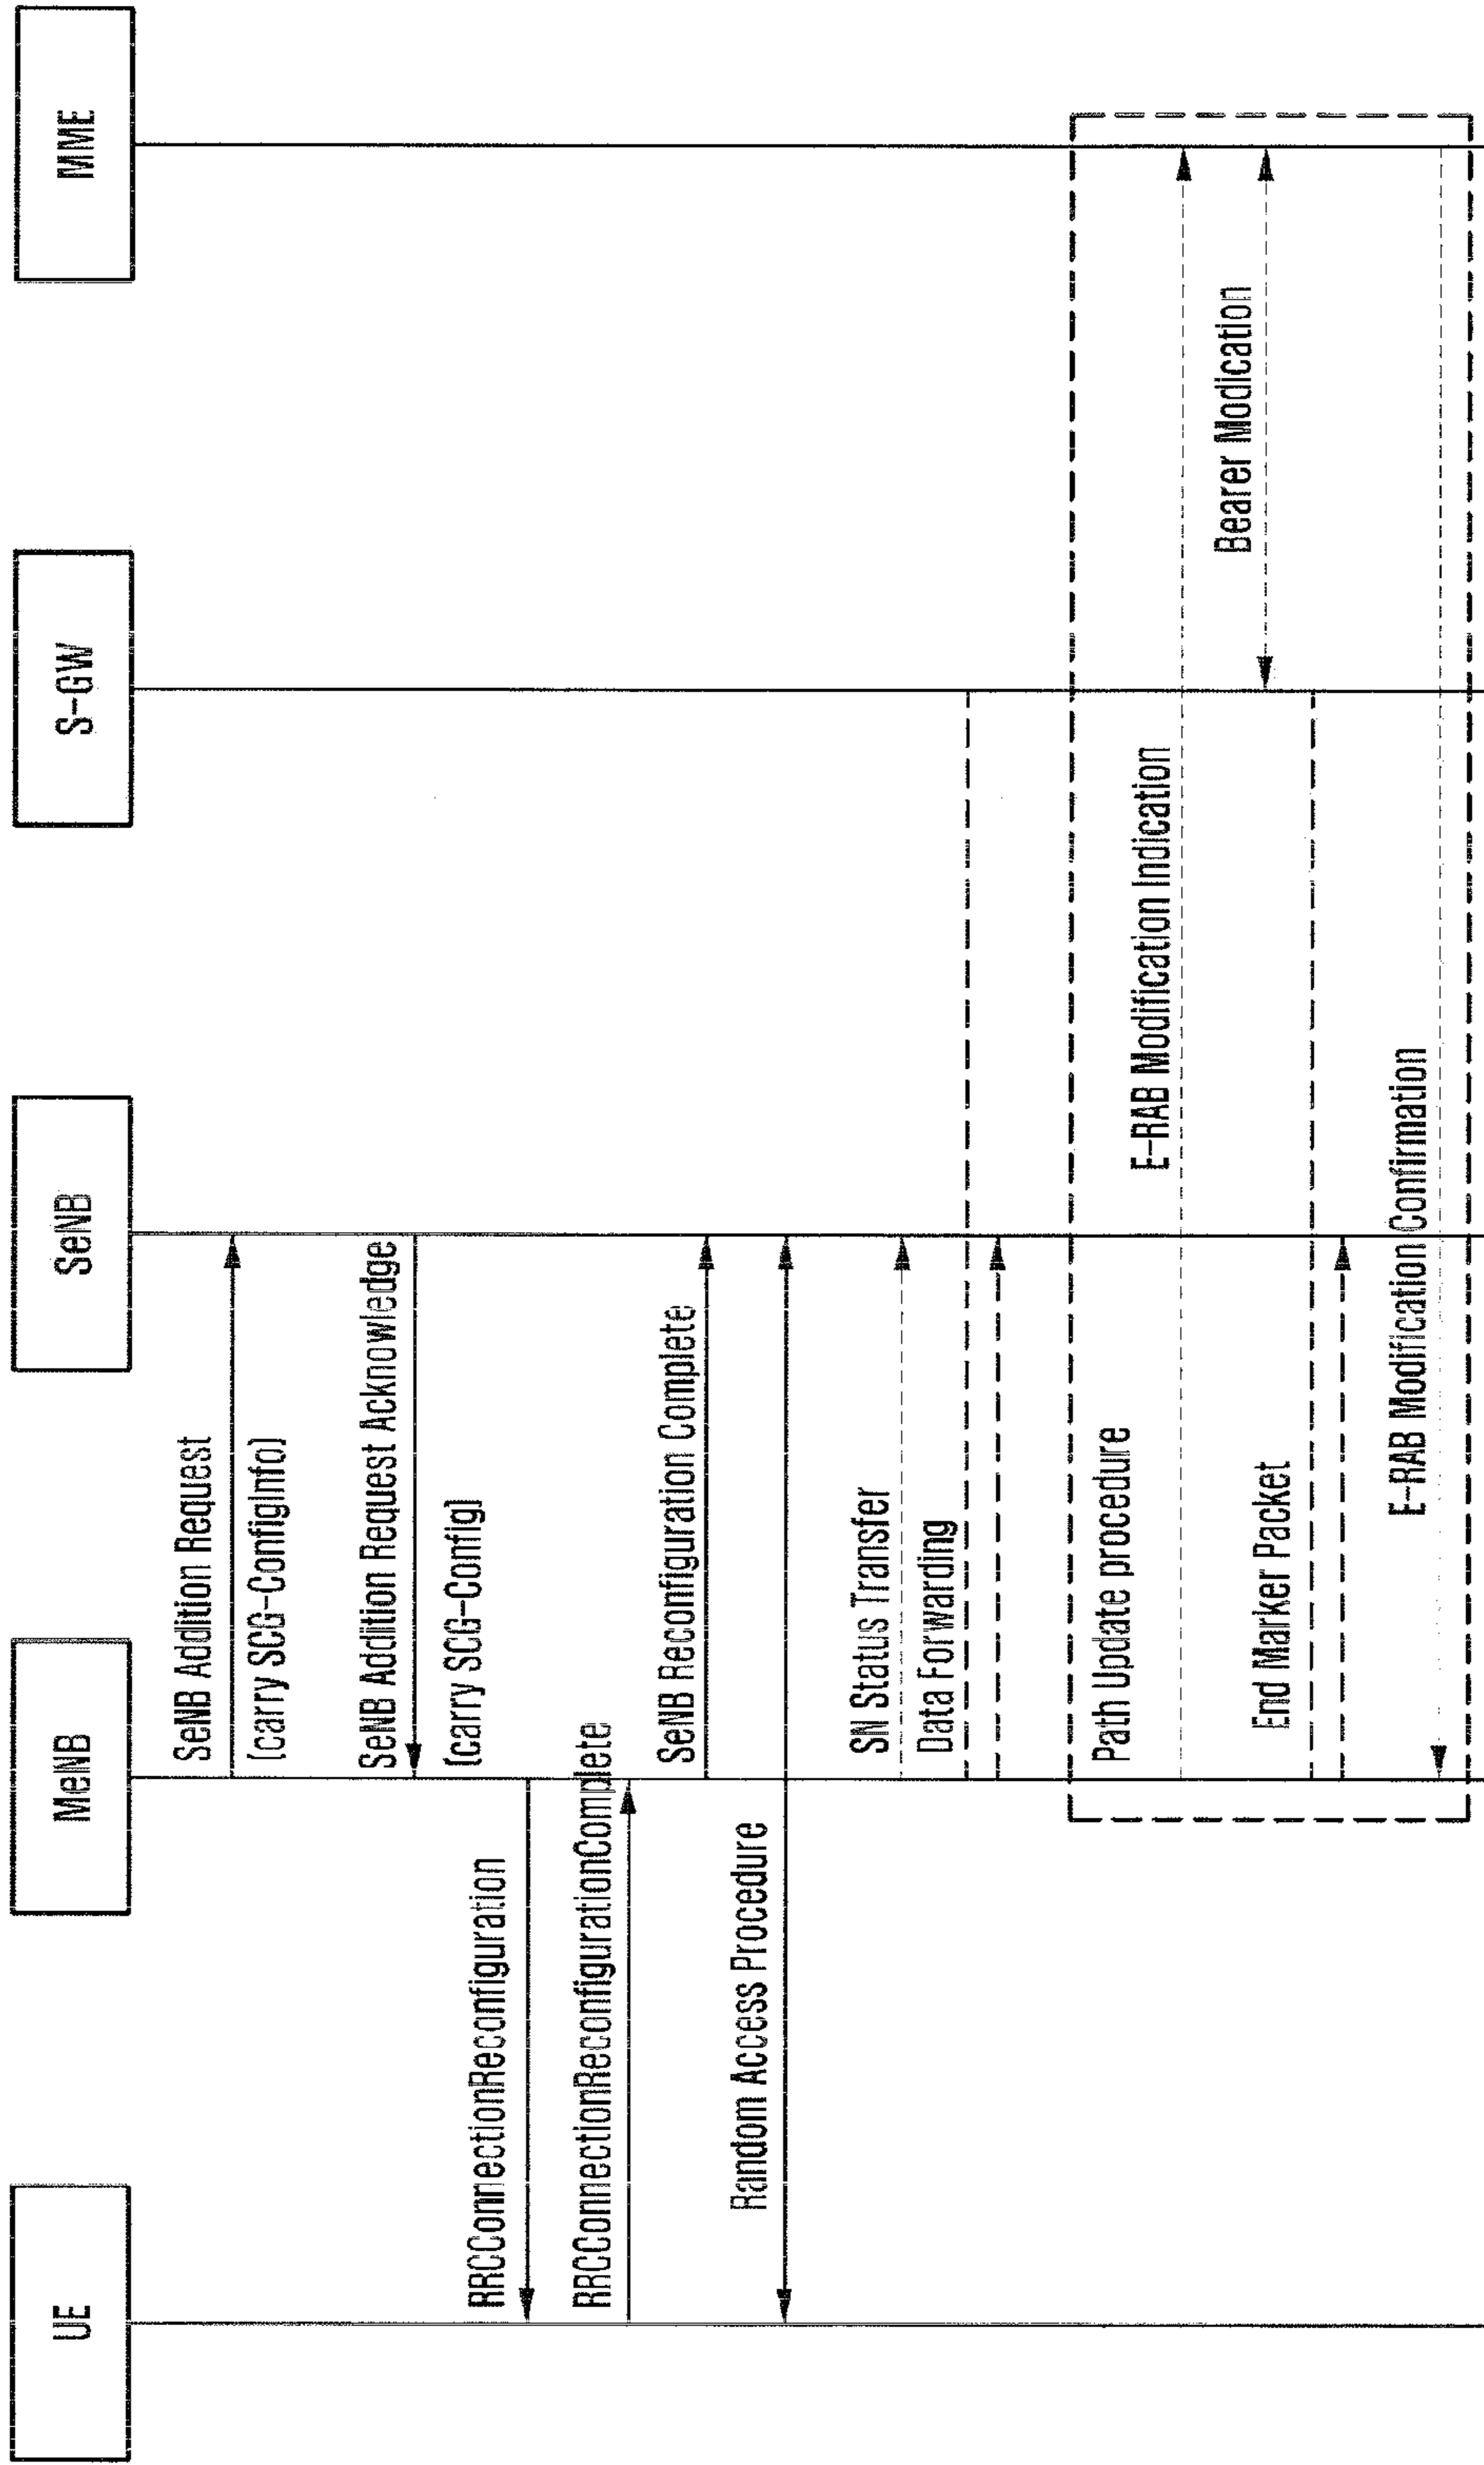 UE
MeNB
SeNB
S-GW
MME
SeNB Addition Request
(carry SCG-ConfigInfo)
SeNB Addition Request Acknowledge
(carry SCG-Config)
RRCConnectionReconfiguration
RRCConnectionReconfigurationComplete
SeNB Reconfiguration Complete
Random Access Procedure
SN Status Transfer
Data Forwarding
Path Update procedure
E-RAB Modification Indication
Bearer Modication
End Marker Packet
E-RAB Modification Confirmation